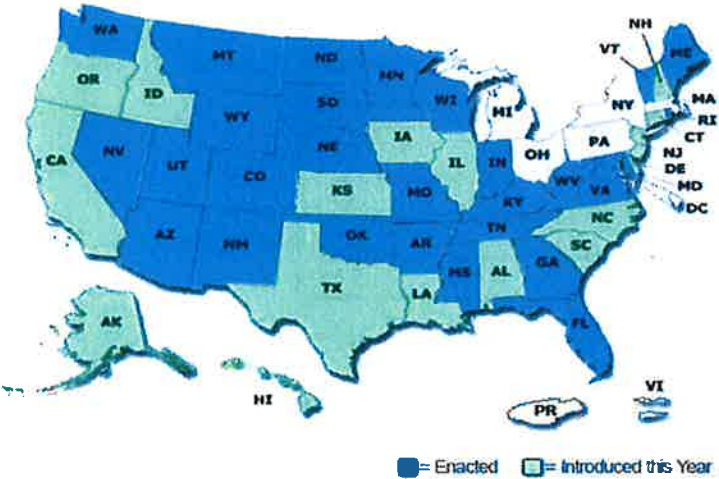 NH
WA
VT
ME
MT
ND
MN
OR
ID
SD
WI
MI
NY
MA
RI
CT
WY
IA
NE
PA
NJ
OH
IL
IN
DE
CA
NV
UT
CO
KS
MO
WV
VA
MD
KY
DC
NC
TN
OK
AR
SC
AZ
NM
MS
AL
GA
TX
LA
FL
AK
HI
PR
VI
= Enacted
= Introduced this Year